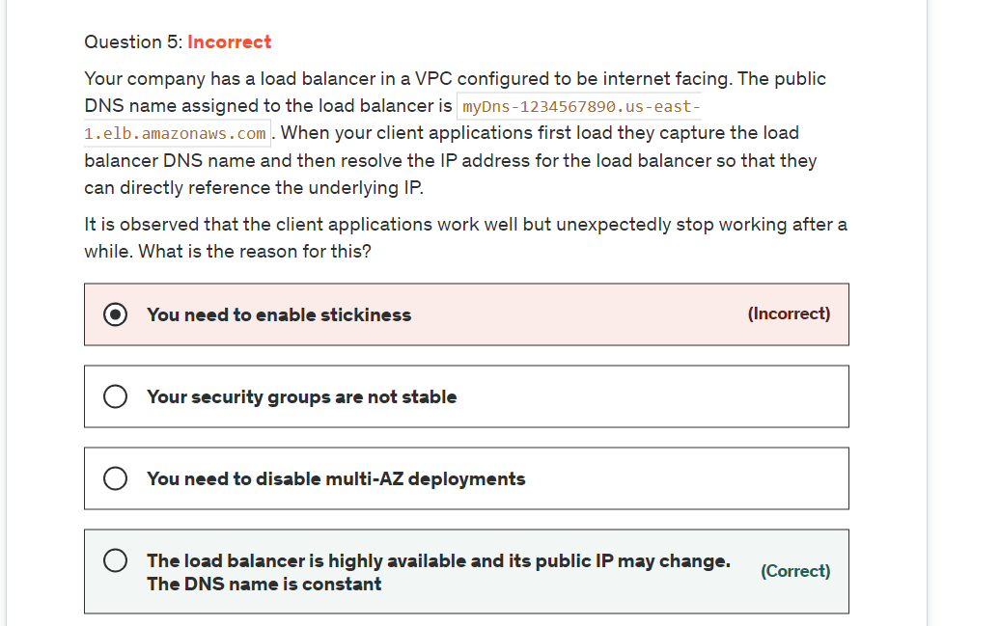 Question 5: Incorrect
Your company has a load balancer in a VPC configured to be internet facing. The public
DNS name assigned to the load balancer is myDns-1234567890.us-east-
1.elb.amazonaws.com. When your client applications first load they capture the load
balancer DNS name and then resolve the IP address for the load balancer so that they
can directly reference the underlying IP.
It is observed that the client applications work well but unexpectedly stop working after a
while. What is the reason for this?
You need to enable stickiness (Incorrect)
Your security groups are not stable
You need to disable multi-AZ deployments
The load balancer is highly available and its public IP may change.
The DNS name is constant (Correct)